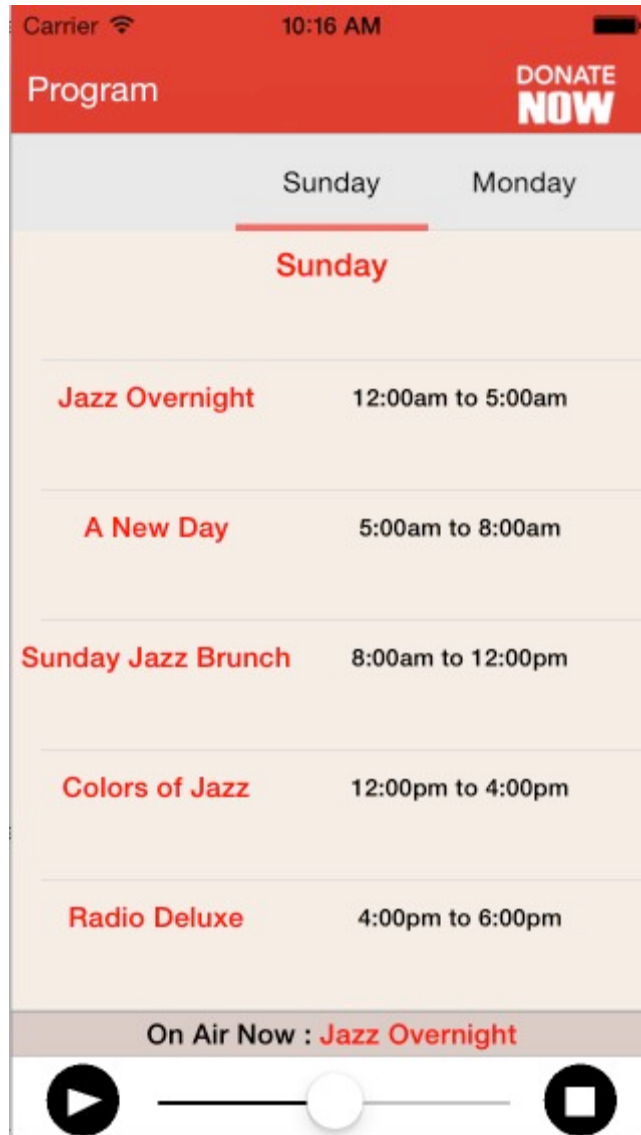 Carrier 10:16 AM
Program
DONATE
NOW
Sunday Monday
Sunday
Jazz Overnight 12:00am to 5:00am
A New Day 5:00am to 8:00am
Sunday Jazz Brunch 8:00am to 12:00pm
Colors of Jazz 12:00pm to 4:00pm
Radio Deluxe 4:00pm to 6:00pm
On Air Now : Jazz Overnight